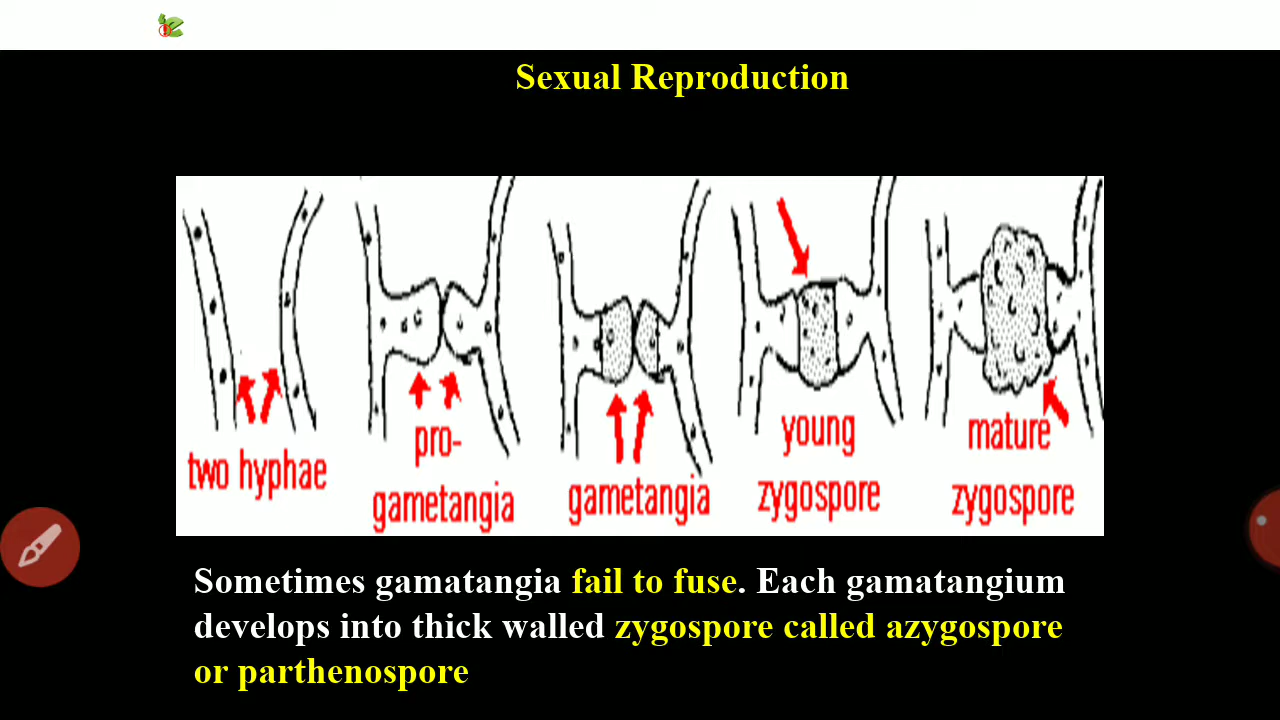 Sexual Reproduction
two hyphae
pro-
gametangia
gametangia
young
zygospore
mature
zygospore
Sometimes gamatangia fail to fuse. Each gamatangium
develops into thick walled zygospore called azygospore
or parthenospore